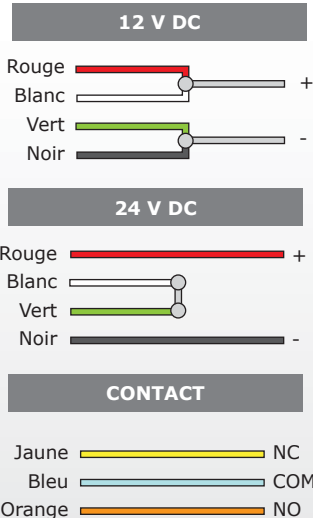 12 V DC
Rouge
+
Blanc
Vert
-
Noir
24 V DC
Rouge +
Blanc
Vert
Noir -
CONTACT
Jaune NC
Bleu COM
Orange NO